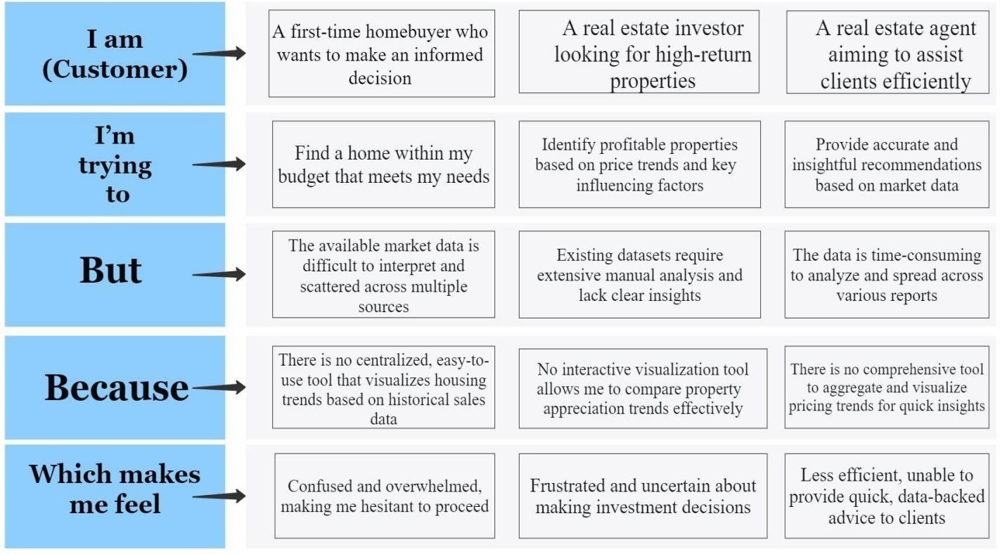 I am
(Customer)
A first-time homebuyer who
wants to make an informed
decision
A real estate investor
looking for high-return
properties
A real estate agent
aiming to assist
clients efficiently
I'm
trying
to
Find a home within my
budget that meets my needs
Identify profitable properties
based on price trends and key
influencing factors
Provide accurate and
insightful recommendations
based on market data
But
The available market data is
difficult to interpret and
scattered across multiple
sources
Existing datasets require
extensive manual analysis and
lack clear insights
The data is time-consuming
to analyze and spread across
various reports
Because
There is no centralized, easy-to-
use tool that visualizes housing
trends based on historical sales
data
No interactive visualization tool
allows me to compare property
appreciation trends effectively
There is no comprehensive tool
to aggregate and visualize
pricing trends for quick insights
Which makes
me feel
Confused and overwhelmed,
making me hesitant to proceed
Frustrated and uncertain about
making investment decisions
Less efficient, unable to
provide quick, data-backed
advice to clients